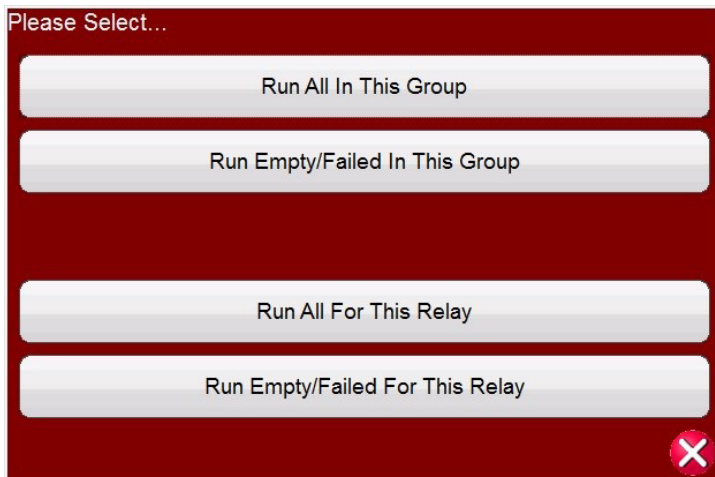 Please Select...
Run All In This Group
Run Empty/Failed In This Group
Run All For This Relay
Run Empty/Failed For This Relay